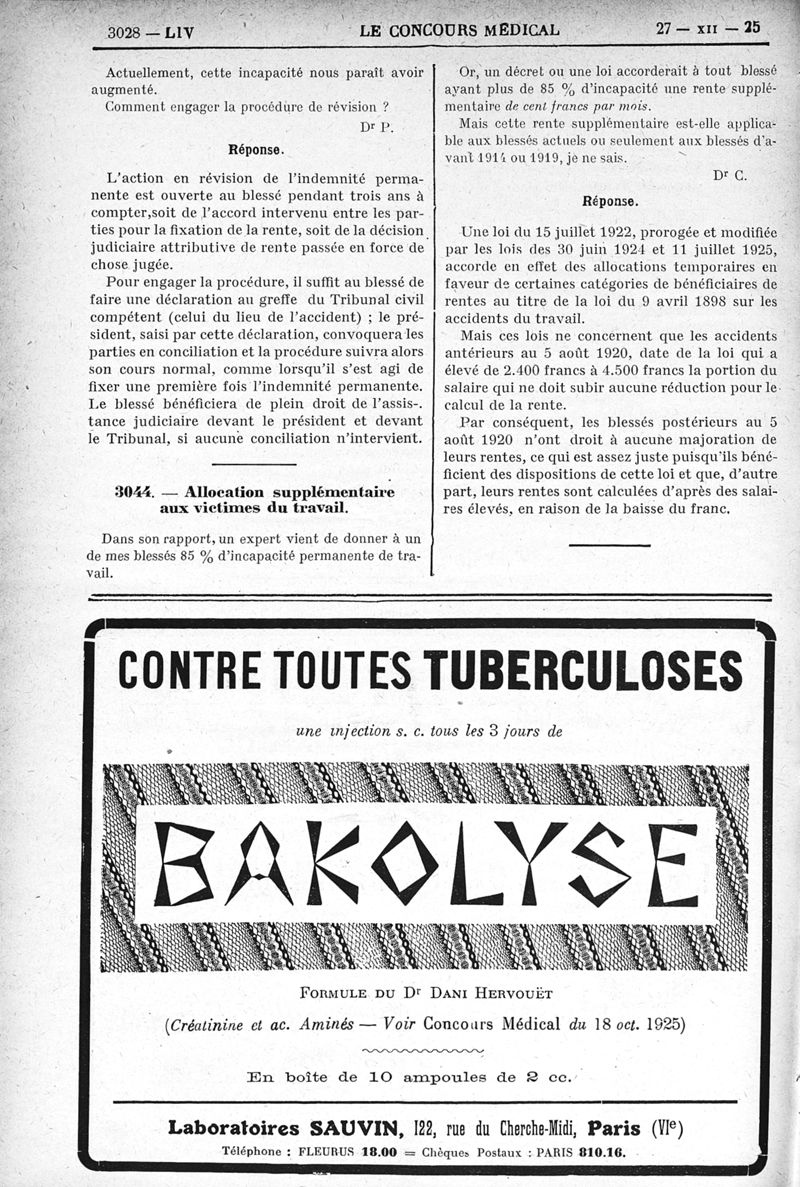 3028 — LIV
LE CONCOURS MÉDICAL
27 — XII — 25
Actuellement, cette incapacité nous paraît avoir
augmenté.
Comment engager la procédure de révision ?
Dr P.
Réponse.
L'action en révision de l'indemnité perma-
nente est ouverte au blessé pendant trois ans à
compter,soit de l'accord intervenu entre les par-
ties pour la fixation de la rente, soit de la décision
judiciaire attributive de rente passée en force de
chose jugée.
Pour engager la procédure, il suffit au blessé de
faire une déclaration au greffe du Tribunal civil
compétent (celui du lieu de l'accident) ; le pré-
sident, saisi par cette déclaration, convoquera les
parties en conciliation et la procédure suivra alors
son cours normal, comme lorsqu'il s'est agi de
fixer une première fois l'indemnité permanente.
Le blessé bénéficiera de plein droit de l'assis-
tance judiciaire devant le président et devant
le Tribunal, si aucune conciliation n'intervient.
3044. — Allocation supplémentaire
aux victimes du travail.
Dans son rapport, un expert vient de donner à un
de mes blessés 85 % d'incapacité permanente de tra-
vail.
Or, un décret ou une loi accorderait à tout blessé
ayant plus de 85 % d'incapacité une rente supplé-
mentaire de cent francs par mois.
Mais cette rente supplémentaire est-elle applica-
ble aux blessés actuels ou seulement aux blessés d'a-
vant 1914 ou 1919, je ne sais.
Dr C.
Réponse.
Une loi du 15 juillet 1922, prorogée et modifiée
par les lois des 30 juin 1924 et 11 juillet 1925,
accorde en effet des allocations temporaires en
faveur de certaines catégories de bénéficiaires de
rentes au titre de la loi du 9 avril 1898 sur les
accidents du travail.
Mais ces lois ne concernent que les accidents
antérieurs au 5 août 1920, date de la loi qui a
élevé de 2.400 francs à 4.500 francs la portion du
salaire qui ne doit subir aucune réduction pour le
calcul de la rente.
Par conséquent, les blessés postérieurs au 5
août 1920 n'ont droit à aucune majoration de
leurs rentes, ce qui est assez juste puisqu'ils béné-
ficient des dispositions de cette loi et que, d'autre
part, leurs rentes sont calculées d'après des salai-
res élevés, en raison de la baisse du franc.
CONTRE TOUTES TUBERCULOSES
une injection s. c. tous les 3 jours de
BAKOLYSE
FORMULE DU Dr DANI HERVOUËT
(Créatinine et ac. Aminés — Voir Concours Médical du 18 oct. 1925)
En boîte de 10 ampoules de 2 cc.
Laboratoires SAUVIN, 122, rue du Cherche-Midi, Paris (VIe)
Téléphone : FLEURUS 18.00 = Chèques Postaux : PARIS 810.16.